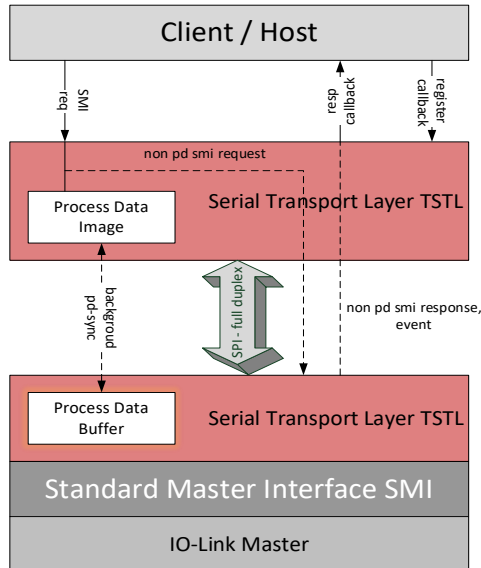 Client / Host
SMI
req
resp
callback
register
callback
non pd smi request
Serial Transport Layer TSTL
Process Data
Image
backgroud
pd-sync
SPI - full duplex
non pd smi response,
event
Process Data
Buffer
Serial Transport Layer TSTL
Standard Master Interface SMI
IO-Link Master